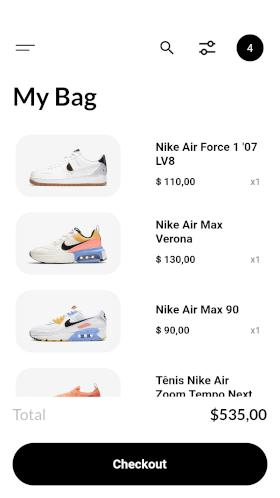 4
My Bag
Nike Air Force 1 '07
LV8
$ 110,00
x1
Nike Air Max
Verona
$ 130,00
x1
Nike Air Max 90
$ 90,00
x1
Tênis Nike Air
Zoom Tempo Next
Total
$535,00
Checkout